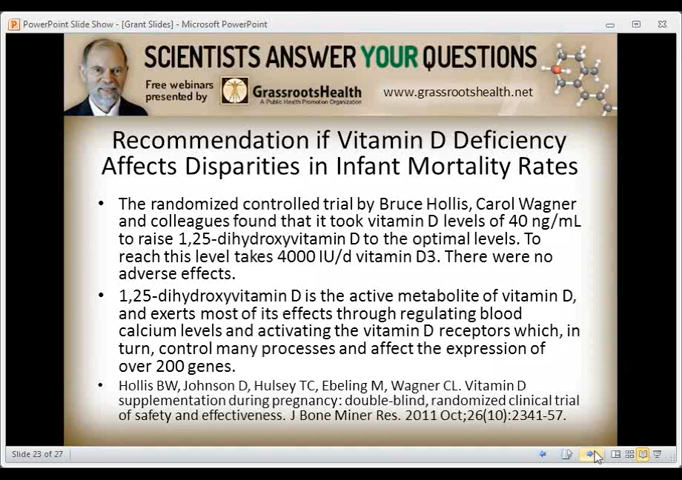 PowerPoint Slide Show - [Grant Slides] - Microsoft PowerPoint
SCIENTISTS ANSWER YOUR QUESTIONS
Free webinars
presented by
GrassrootsHealth
A Public Health Promotion Organization
www.grassrootshealth.net
Recommendation if Vitamin D Deficiency
Affects Disparities in Infant Mortality Rates
• The randomized controlled trial by Bruce Hollis, Carol Wagner
and colleagues found that it took vitamin D levels of 40 ng/mL
to raise 1,25-dihydroxyvitamin D to the optimal levels. To
reach this level takes 4000 IU/d vitamin D3. There were no
adverse effects.
• 1,25-dihydroxyvitamin D is the active metabolite of vitamin D,
and exerts most of its effects through regulating blood
calcium levels and activating the vitamin D receptors which, in
turn, control many processes and affect the expression of
over 200 genes.
• Hollis BW, Johnson D, Hulsey TC, Ebeling M, Wagner CL. Vitamin D
supplementation during pregnancy: double-blind, randomized clinical trial
of safety and effectiveness. J Bone Miner Res. 2011 Oct;26(10):2341-57.
Slide 23 of 27